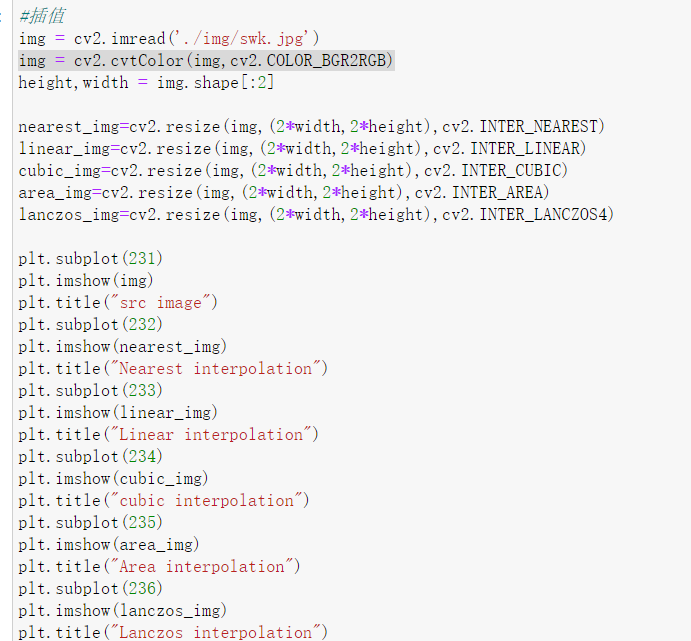 #插值
img = cv2.imread('./img/swk.jpg')
img = cv2.cvtColor(img,cv2.COLOR_BGR2RGB)
height,width = img.shape[:2]
nearest_img=cv2.resize(img,(2*width,2*height),cv2.INTER_NEAREST)
linear_img=cv2.resize(img,(2*width,2*height),cv2.INTER_LINEAR)
cubic_img=cv2.resize(img,(2*width,2*height),cv2.INTER_CUBIC)
area_img=cv2.resize(img,(2*width,2*height),cv2.INTER_AREA)
lanczos_img=cv2.resize(img,(2*width,2*height),cv2.INTER_LANCZOS4)
plt.subplot(231)
plt.imshow(img)
plt.title("src image")
plt.subplot(232)
plt.imshow(nearest_img)
plt.title("Nearest interpolation")
plt.subplot(233)
plt.imshow(linear_img)
plt.title("Linear interpolation")
plt.subplot(234)
plt.imshow(cubic_img)
plt.title("cubic interpolation")
plt.subplot(235)
plt.imshow(area_img)
plt.title("Area interpolation")
plt.subplot(236)
plt.imshow(lanczos_img)
plt.title("Lanczos interpolation")